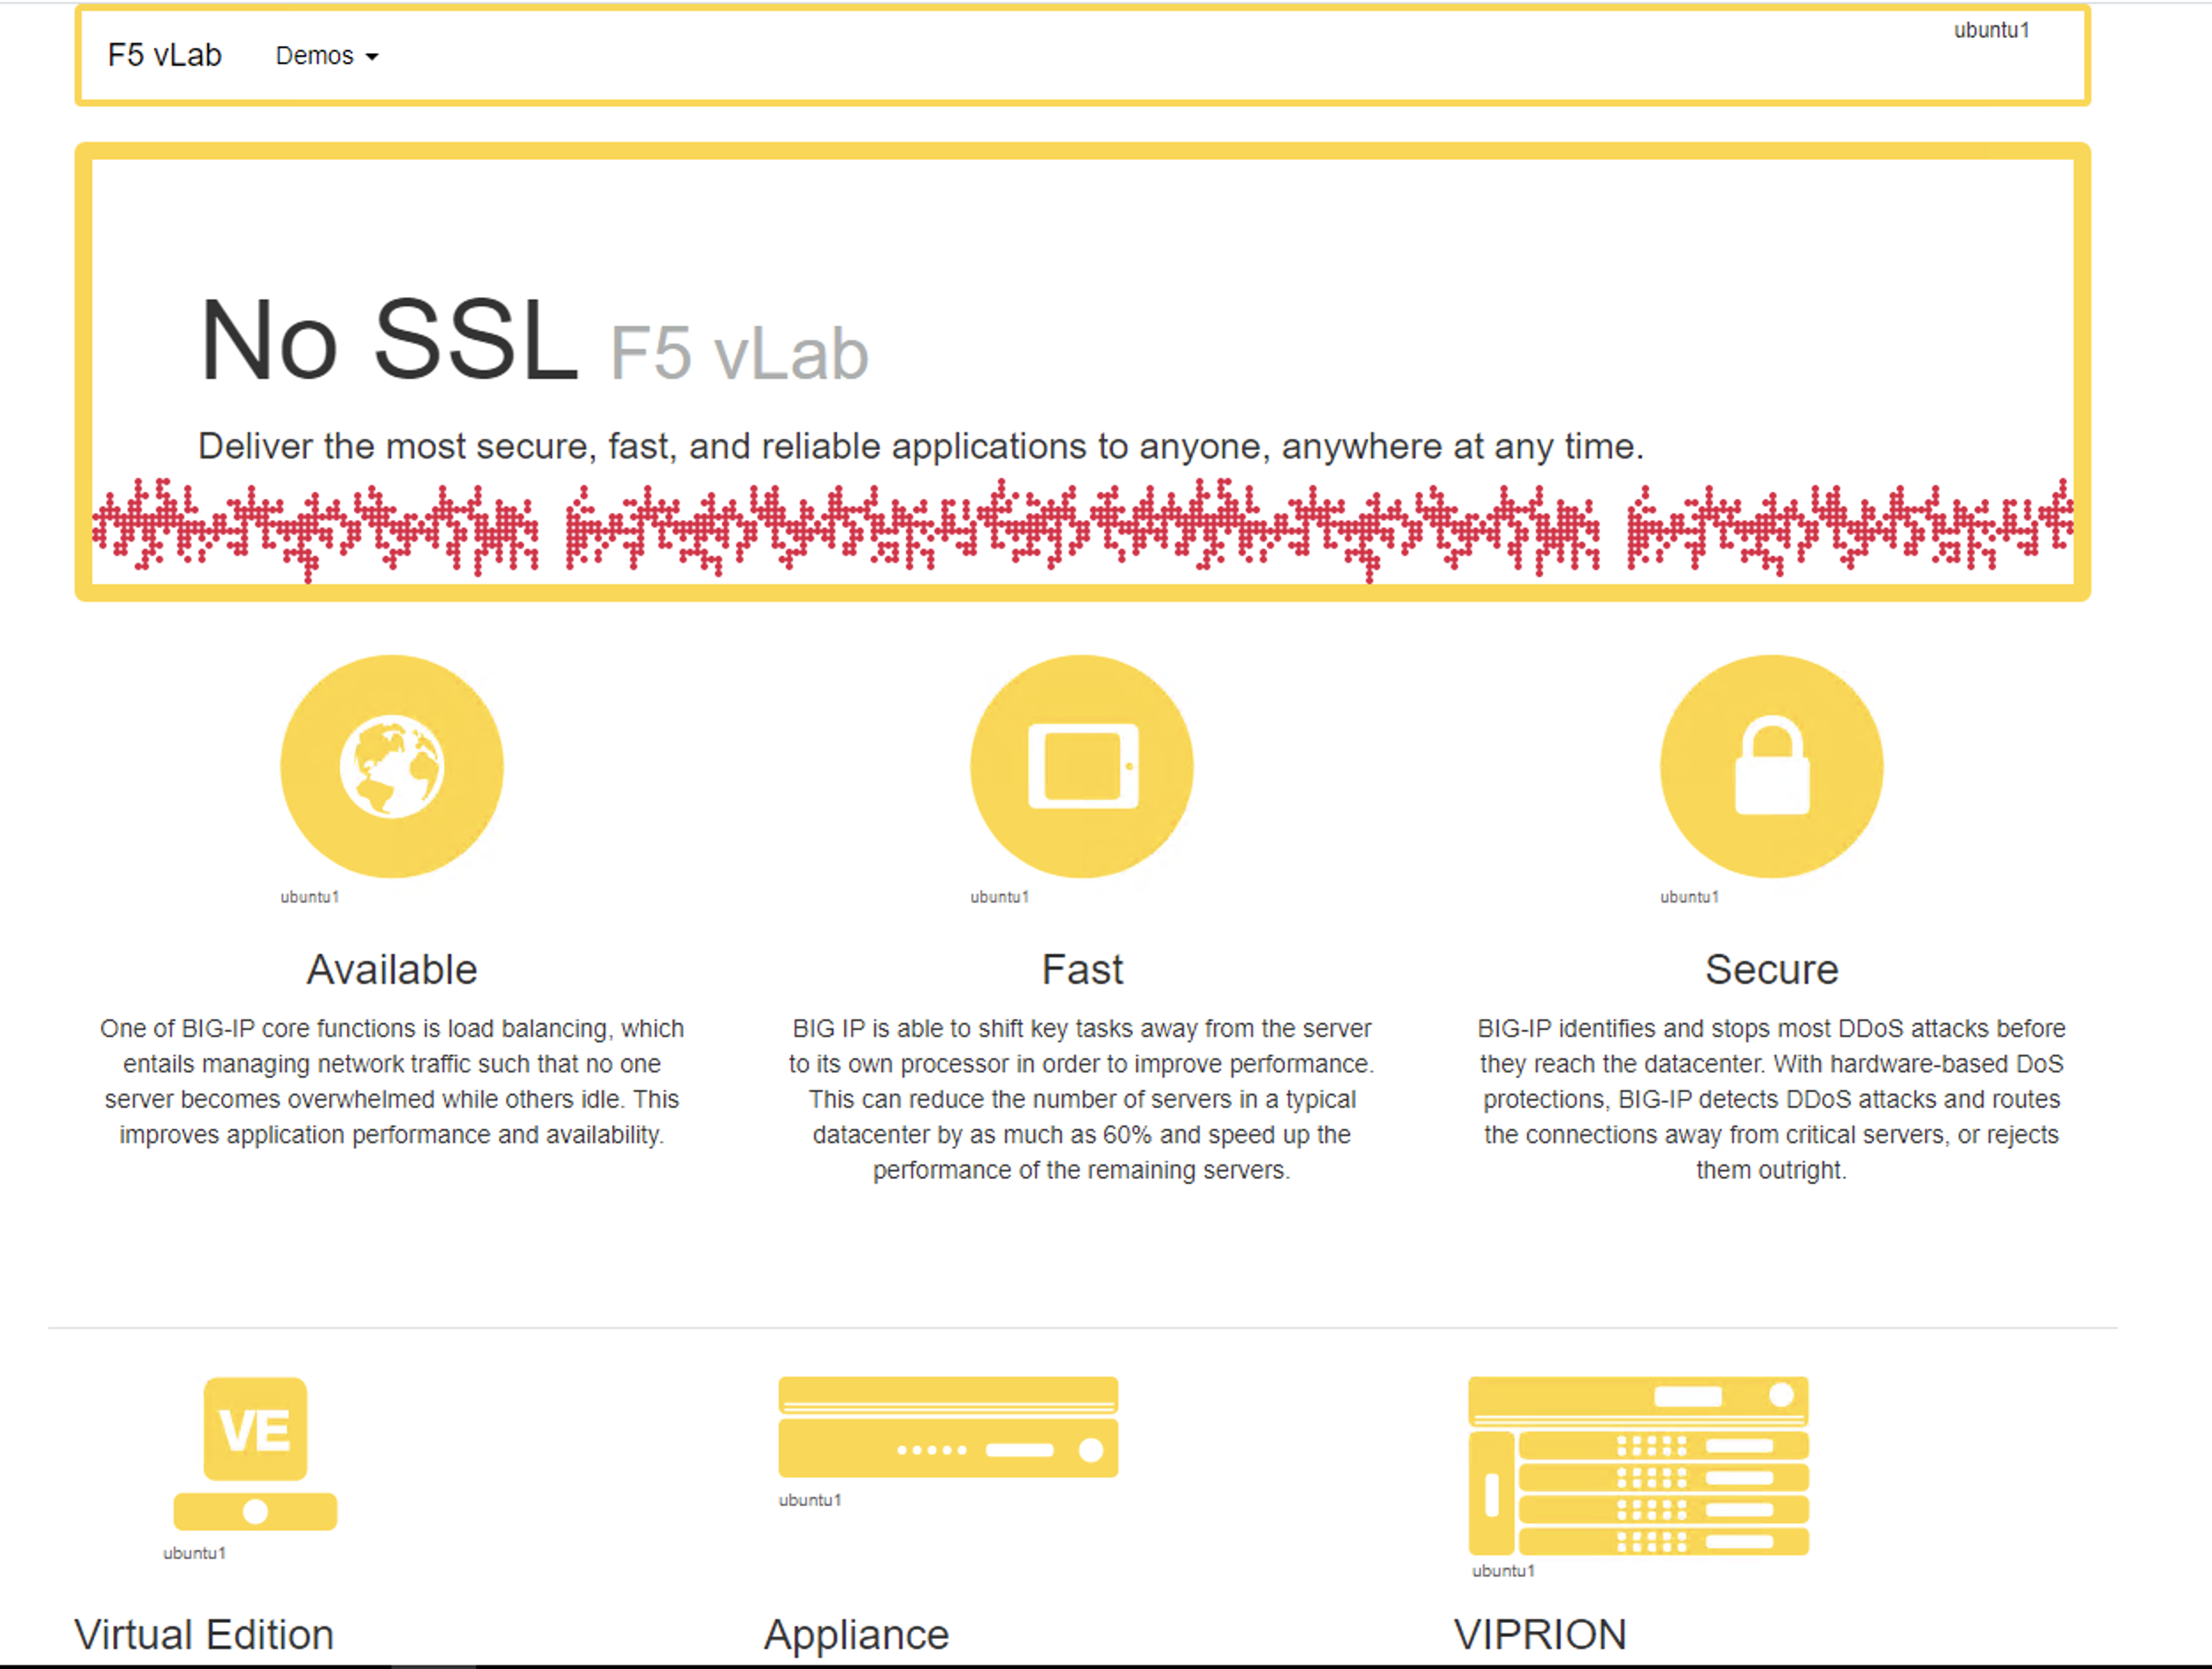 F5 vLab
Demos
ubuntu1
No SSL F5 vLab
Deliver the most secure, fast, and reliable applications to anyone, anywhere at any time.
ubuntu1
Available
One of BIG-IP core functions is load balancing, which
entails managing network traffic such that no one
server becomes overwhelmed while others idle. This
improves application performance and availability.
ubuntu1
Fast
BIG IP is able to shift key tasks away from the server
to its own processor in order to improve performance.
This can reduce the number of servers in a typical
datacenter by as much as 60% and speed up the
performance of the remaining servers.
ubuntu1
Secure
BIG-IP identifies and stops most DDoS attacks before
they reach the datacenter. With hardware-based DoS
protections, BIG-IP detects DDoS attacks and routes
the connections away from critical servers, or rejects
them outright.
VE
ubuntu1
Virtual Edition
ubuntu1
Appliance
ubuntu1
VIPRION